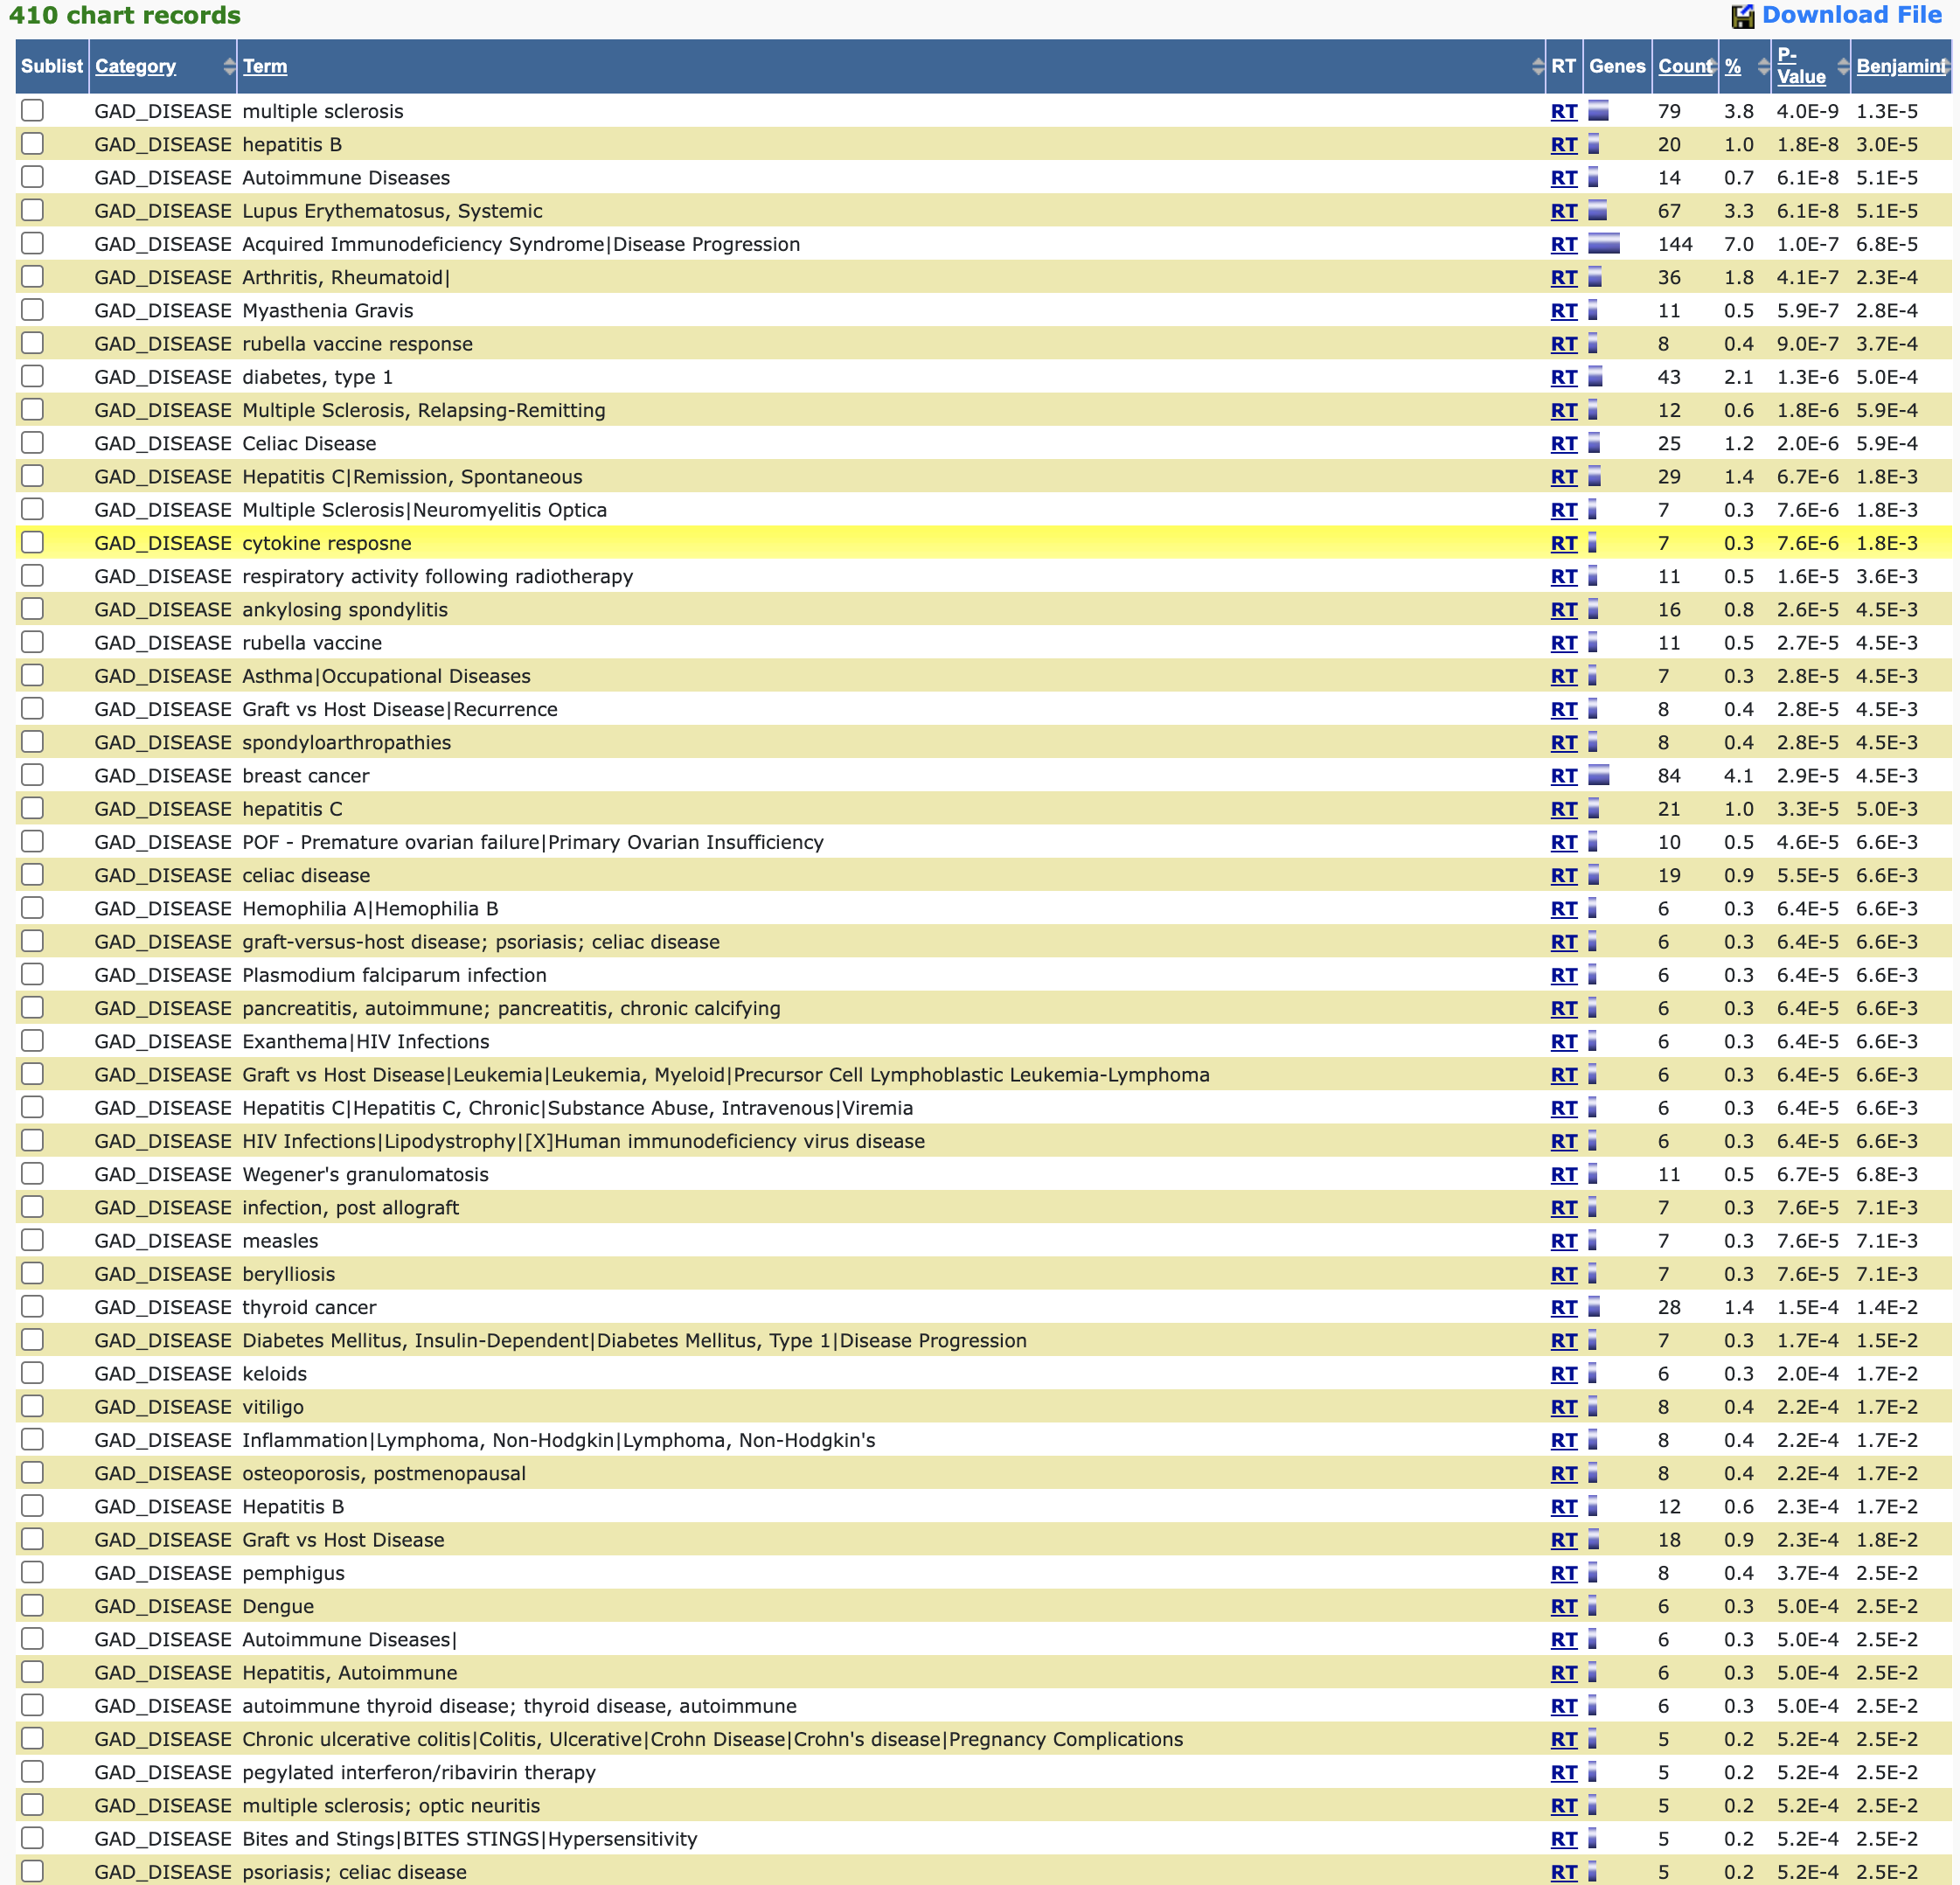 410 chart records Download File
Sublist Category Term RT Genes Count % P-Value Benjamini
GAD_DISEASE multiple sclerosis RT 79 3.8 4.0E-9 1.3E-5
GAD_DISEASE hepatitis B RT 20 1.0 1.8E-8 3.0E-5
GAD_DISEASE Autoimmune Diseases RT 14 0.7 6.1E-8 5.1E-5
GAD_DISEASE Lupus Erythematosus, Systemic RT 67 3.3 6.1E-8 5.1E-5
GAD_DISEASE Acquired Immunodeficiency Syndrome|Disease Progression RT 144 7.0 1.0E-7 6.8E-5
GAD_DISEASE Arthritis, Rheumatoid| RT 36 1.8 4.1E-7 2.3E-4
GAD_DISEASE Myasthenia Gravis RT 11 0.5 5.9E-7 2.8E-4
GAD_DISEASE rubella vaccine response RT 8 0.4 9.0E-7 3.7E-4
GAD_DISEASE diabetes, type 1 RT 43 2.1 1.3E-6 5.0E-4
GAD_DISEASE Multiple Sclerosis, Relapsing-Remitting RT 12 0.6 1.8E-6 5.9E-4
GAD_DISEASE Celiac Disease RT 25 1.2 2.0E-6 5.9E-4
GAD_DISEASE Hepatitis C|Remission, Spontaneous RT 29 1.4 6.7E-6 1.8E-3
GAD_DISEASE Multiple Sclerosis|Neuromyelitis Optica RT 7 0.3 7.6E-6 1.8E-3
GAD_DISEASE cytokine resposne RT 7 0.3 7.6E-6 1.8E-3
GAD_DISEASE respiratory activity following radiotherapy RT 11 0.5 1.6E-5 3.6E-3
GAD_DISEASE ankylosing spondylitis RT 16 0.8 2.6E-5 4.5E-3
GAD_DISEASE rubella vaccine RT 11 0.5 2.7E-5 4.5E-3
GAD_DISEASE Asthma|Occupational Diseases RT 7 0.3 2.8E-5 4.5E-3
GAD_DISEASE Graft vs Host Disease|Recurrence RT 8 0.4 2.8E-5 4.5E-3
GAD_DISEASE spondyloarthropathies RT 8 0.4 2.8E-5 4.5E-3
GAD_DISEASE breast cancer RT 84 4.1 2.9E-5 4.5E-3
GAD_DISEASE hepatitis C RT 21 1.0 3.3E-5 5.0E-3
GAD_DISEASE POF - Premature ovarian failure|Primary Ovarian Insufficiency RT 10 0.5 4.6E-5 6.6E-3
GAD_DISEASE celiac disease RT 19 0.9 5.5E-5 6.6E-3
GAD_DISEASE Hemophilia A|Hemophilia B RT 6 0.3 6.4E-5 6.6E-3
GAD_DISEASE graft-versus-host disease; psoriasis; celiac disease RT 6 0.3 6.4E-5 6.6E-3
GAD_DISEASE Plasmodium falciparum infection RT 6 0.3 6.4E-5 6.6E-3
GAD_DISEASE pancreatitis, autoimmune; pancreatitis, chronic calcifying RT 6 0.3 6.4E-5 6.6E-3
GAD_DISEASE Exanthema|HIV Infections RT 6 0.3 6.4E-5 6.6E-3
GAD_DISEASE Graft vs Host Disease|Leukemia|Leukemia, Myeloid|Precursor Cell Lymphoblastic Leukemia-Lymphoma RT 6 0.3 6.4E-5 6.6E-3
GAD_DISEASE Hepatitis C|Hepatitis C, Chronic|Substance Abuse, Intravenous|Viremia RT 6 0.3 6.4E-5 6.6E-3
GAD_DISEASE HIV Infections|Lipodystrophy|[X]Human immunodeficiency virus disease RT 6 0.3 6.4E-5 6.6E-3
GAD_DISEASE Wegener's granulomatosis RT 11 0.5 6.7E-5 6.8E-3
GAD_DISEASE infection, post allograft RT 7 0.3 7.6E-5 7.1E-3
GAD_DISEASE measles RT 7 0.3 7.6E-5 7.1E-3
GAD_DISEASE berylliosis RT 7 0.3 7.6E-5 7.1E-3
GAD_DISEASE thyroid cancer RT 28 1.4 1.5E-4 1.4E-2
GAD_DISEASE Diabetes Mellitus, Insulin-Dependent|Diabetes Mellitus, Type 1|Disease Progression RT 7 0.3 1.7E-4 1.5E-2
GAD_DISEASE keloids RT 6 0.3 2.0E-4 1.7E-2
GAD_DISEASE vitiligo RT 8 0.4 2.2E-4 1.7E-2
GAD_DISEASE Inflammation|Lymphoma, Non-Hodgkin|Lymphoma, Non-Hodgkin's RT 8 0.4 2.2E-4 1.7E-2
GAD_DISEASE osteoporosis, postmenopausal RT 8 0.4 2.2E-4 1.7E-2
GAD_DISEASE Hepatitis B RT 12 0.6 2.3E-4 1.7E-2
GAD_DISEASE Graft vs Host Disease RT 18 0.9 2.3E-4 1.8E-2
GAD_DISEASE pemphigus RT 8 0.4 3.7E-4 2.5E-2
GAD_DISEASE Dengue RT 6 0.3 5.0E-4 2.5E-2
GAD_DISEASE Autoimmune Diseases| RT 6 0.3 5.0E-4 2.5E-2
GAD_DISEASE Hepatitis, Autoimmune RT 6 0.3 5.0E-4 2.5E-2
GAD_DISEASE autoimmune thyroid disease; thyroid disease, autoimmune RT 6 0.3 5.0E-4 2.5E-2
GAD_DISEASE Chronic ulcerative colitis|Colitis, Ulcerative|Crohn Disease|Crohn's disease|Pregnancy Complications RT 5 0.2 5.2E-4 2.5E-2
GAD_DISEASE pegylated interferon/ribavirin therapy RT 5 0.2 5.2E-4 2.5E-2
GAD_DISEASE multiple sclerosis; optic neuritis RT 5 0.2 5.2E-4 2.5E-2
GAD_DISEASE Bites and Stings|BITES STINGS|Hypersensitivity RT 5 0.2 5.2E-4 2.5E-2
GAD_DISEASE psoriasis; celiac disease RT 5 0.2 5.2E-4 2.5E-2